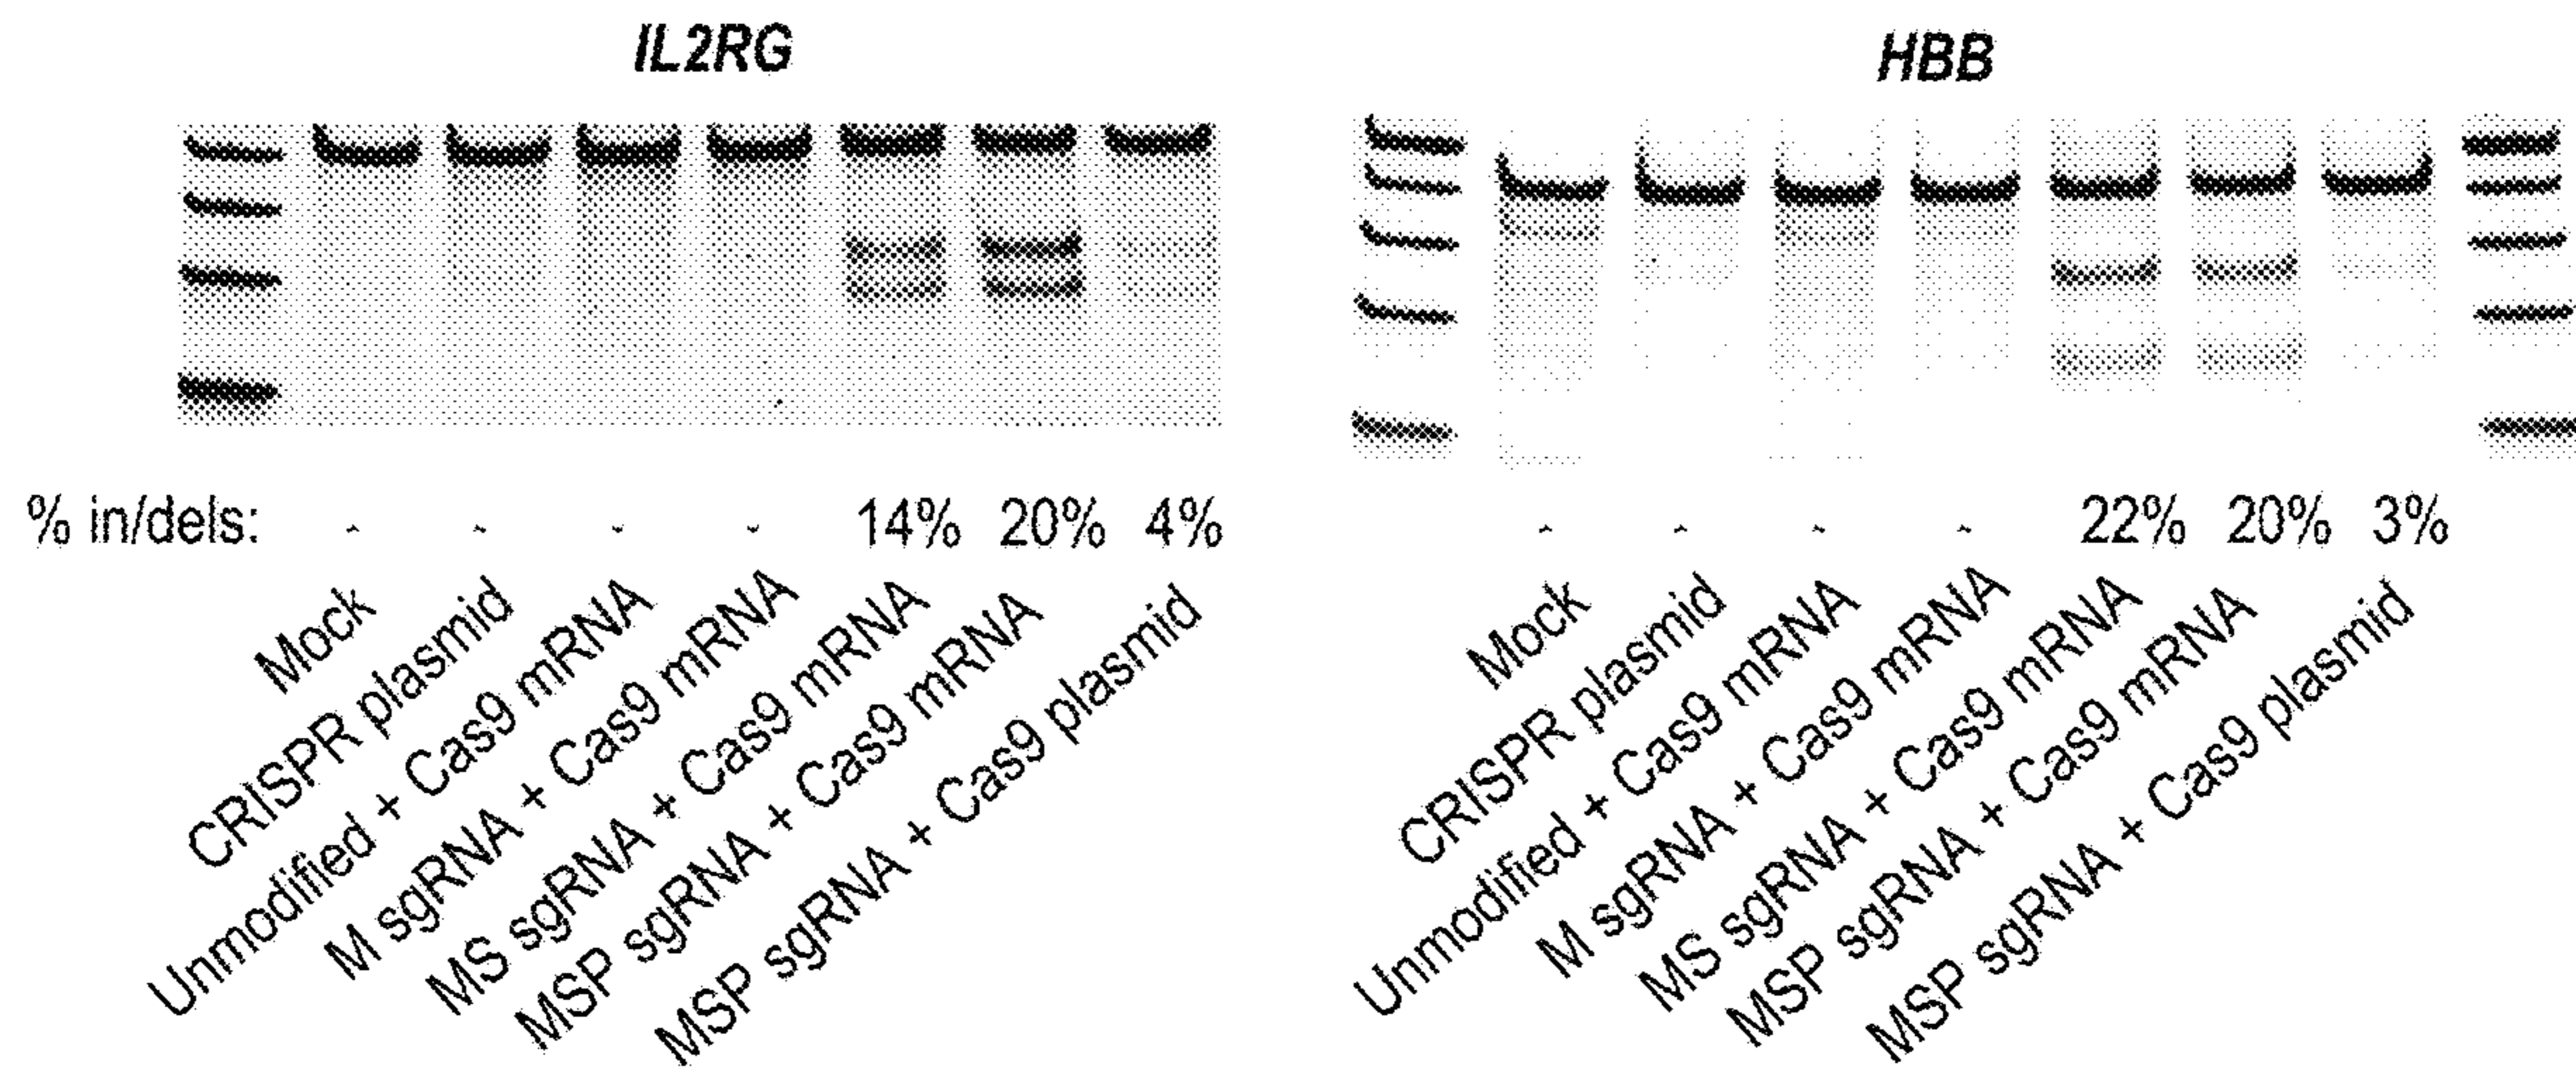 IL2RG
HBB
% in/dels: - - - - 14% 20% 4%
- - - - 22% 20% 3%
Mock
CRISPR plasmid
Unmodified + Cas9 mRNA
M sgRNA + Cas9 mRNA
MS sgRNA + Cas9 mRNA
MSP sgRNA + Cas9 mRNA
MSP sgRNA + Cas9 plasmid
Mock
CRISPR plasmid
Unmodified + Cas9 mRNA
M sgRNA + Cas9 mRNA
MS sgRNA + Cas9 mRNA
MSP sgRNA + Cas9 mRNA
MSP sgRNA + Cas9 plasmid